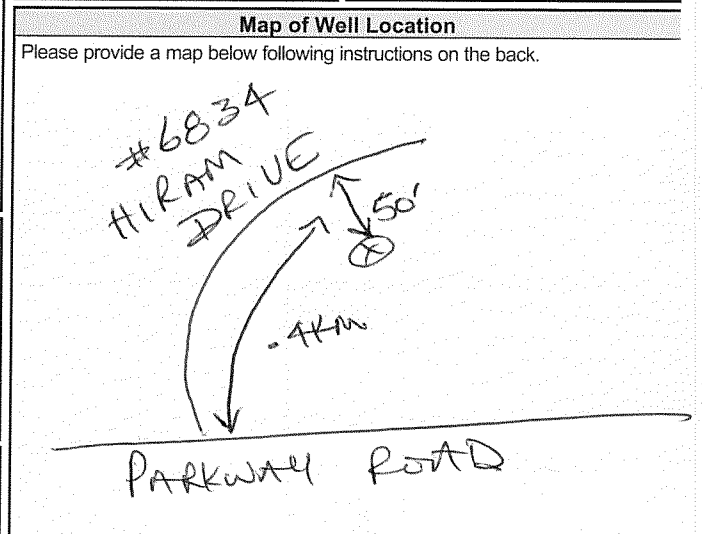 Map of Well Location
Please provide a map below following instructions on the back.
#6834
HIRAM
DRIVE
50'
X
.4km
PARKWAY ROAD